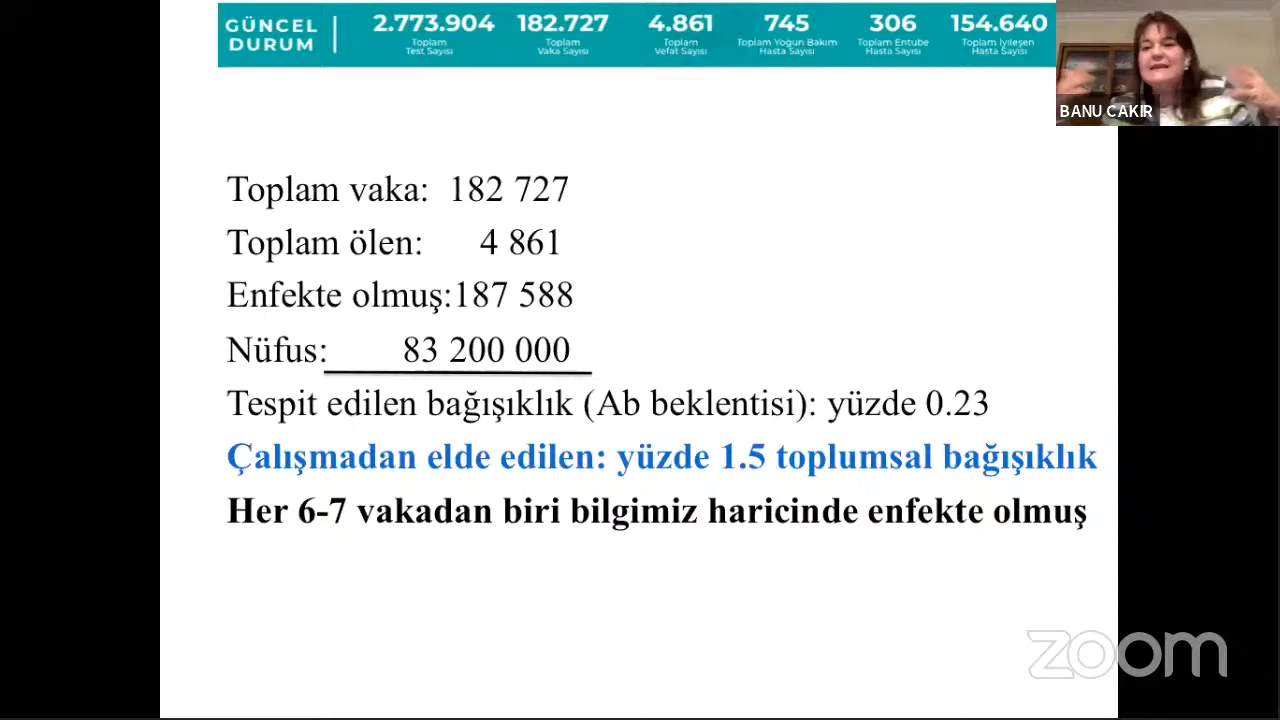 GÜNCEL
DURUM
2.773.904
Toplam
Test Sayısı
182.727
Toplam
Vaka Sayısı
4.861
Toplam
Vefat Sayısı
745
Toplam Yoğun Bakım
Hasta Sayısı
306
Toplam Entube
Hasta Sayısı
154.640
Toplam İyileşen
Hasta Sayısı
BANU CAKIR
Toplam vaka: 182 727
Toplam ölen: 4 861
Enfekte olmuş:187 588
Nüfus: 83 200 000
Tespit edilen bağışıklık (Ab beklentisi): yüzde 0.23
Çalışmadan elde edilen: yüzde 1.5 toplumsal bağışıklık
Her 6-7 vakadan biri bilgimiz haricinde enfekte olmuş
zoom